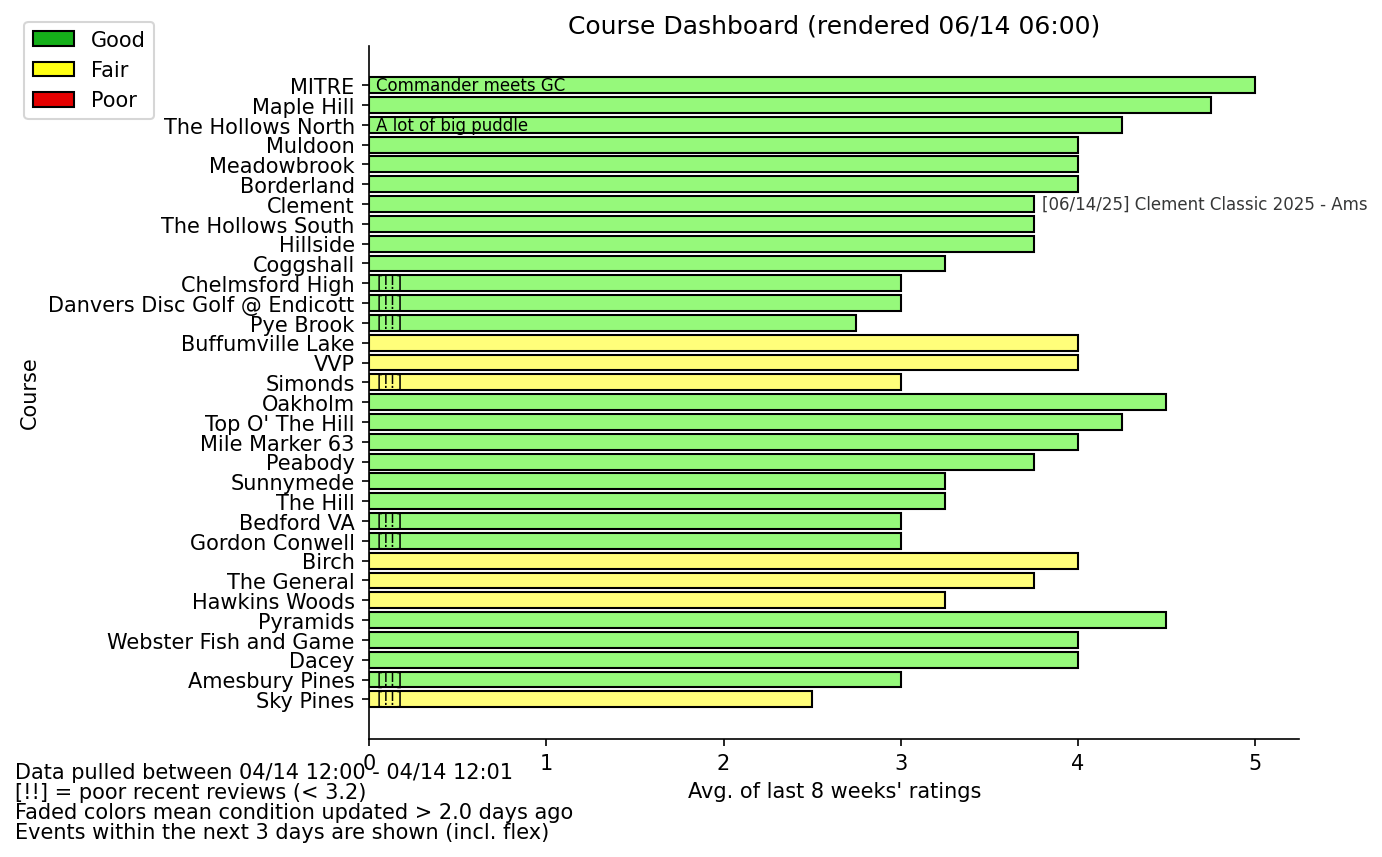 Course Dashboard (rendered 06/14 06:00)
Good
Fair
Poor
MITRE
Commander meets GC
Maple Hill
The Hollows North
A lot of big puddle
Muldoon
Meadowbrook
Borderland
Clement
[06/14/25] Clement Classic 2025 - Ams
The Hollows South
Hillside
Coggshall
Chelmsford High
[!!]
Danvers Disc Golf @ Endicott
[!!]
Pye Brook
[!!]
Buffumville Lake
VVP
Simonds
[!!]
Oakholm
Top O' The Hill
Mile Marker 63
Peabody
Sunnymede
The Hill
Bedford VA
[!!]
Gordon Conwell
[!!]
Birch
The General
Hawkins Woods
Pyramids
Webster Fish and Game
Dacey
Amesbury Pines
[!!]
Sky Pines
[!!]
Course
0 1 2 3 4 5
Avg. of last 8 weeks' ratings
Data pulled between 04/14 12:00 - 04/14 12:01
[!!] = poor recent reviews (< 3.2)
Faded colors mean condition updated > 2.0 days ago
Events within the next 3 days are shown (incl. flex)